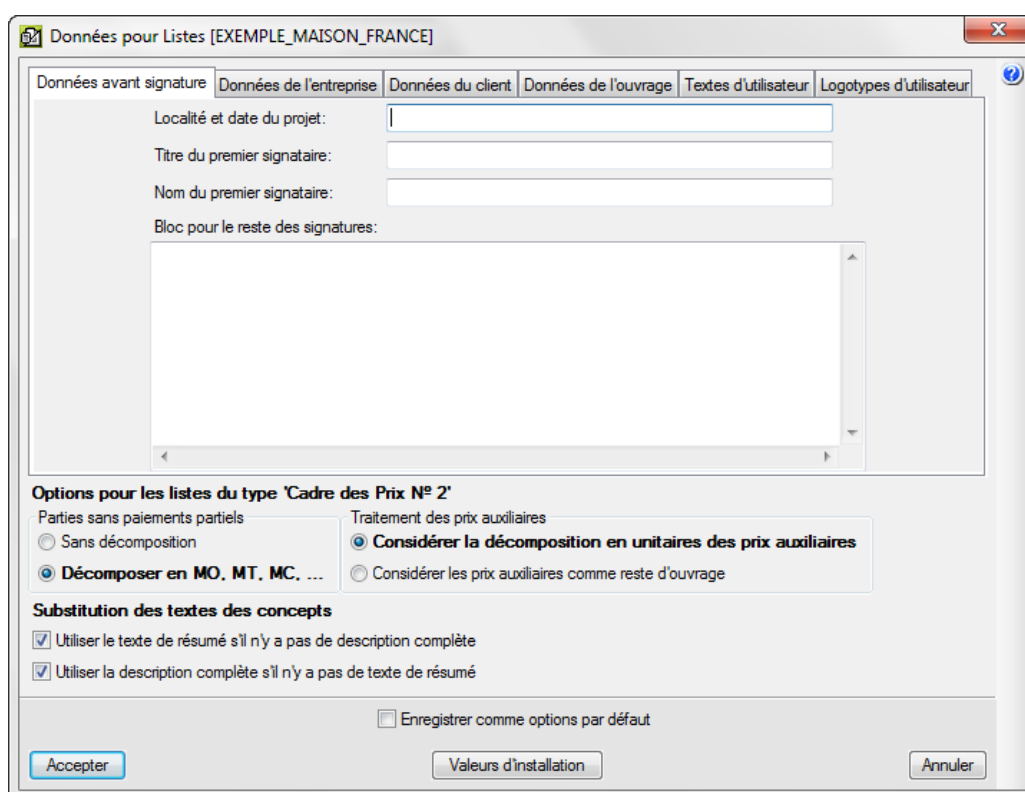 Données pour Listes [EXEMPLE_MAISON_FRANCE]
Données avant signature Données de l'entreprise Données du client Données de l'ouvrage Textes d'utilisateur Logotypes d'utilisateur
Localité et date du projet:
Titre du premier signataire:
Nom du premier signataire:
Bloc pour le reste des signatures:
Options pour les listes du type 'Cadre des Prix Nº 2'
Parties sans paiements partiels Traitement des prix auxiliaires
Sans décomposition Considérer la décomposition en unitaires des prix auxiliaires
Décomposer en MO, MT, MC, ... Considérer les prix auxiliaires comme reste d'ouvrage
Substitution des textes des concepts
Utiliser le texte de résumé s'il n'y a pas de description complète
Utiliser la description complète s'il n'y a pas de texte de résumé
Enregistrer comme options par défaut
Accepter Valeurs d'installation Annuler